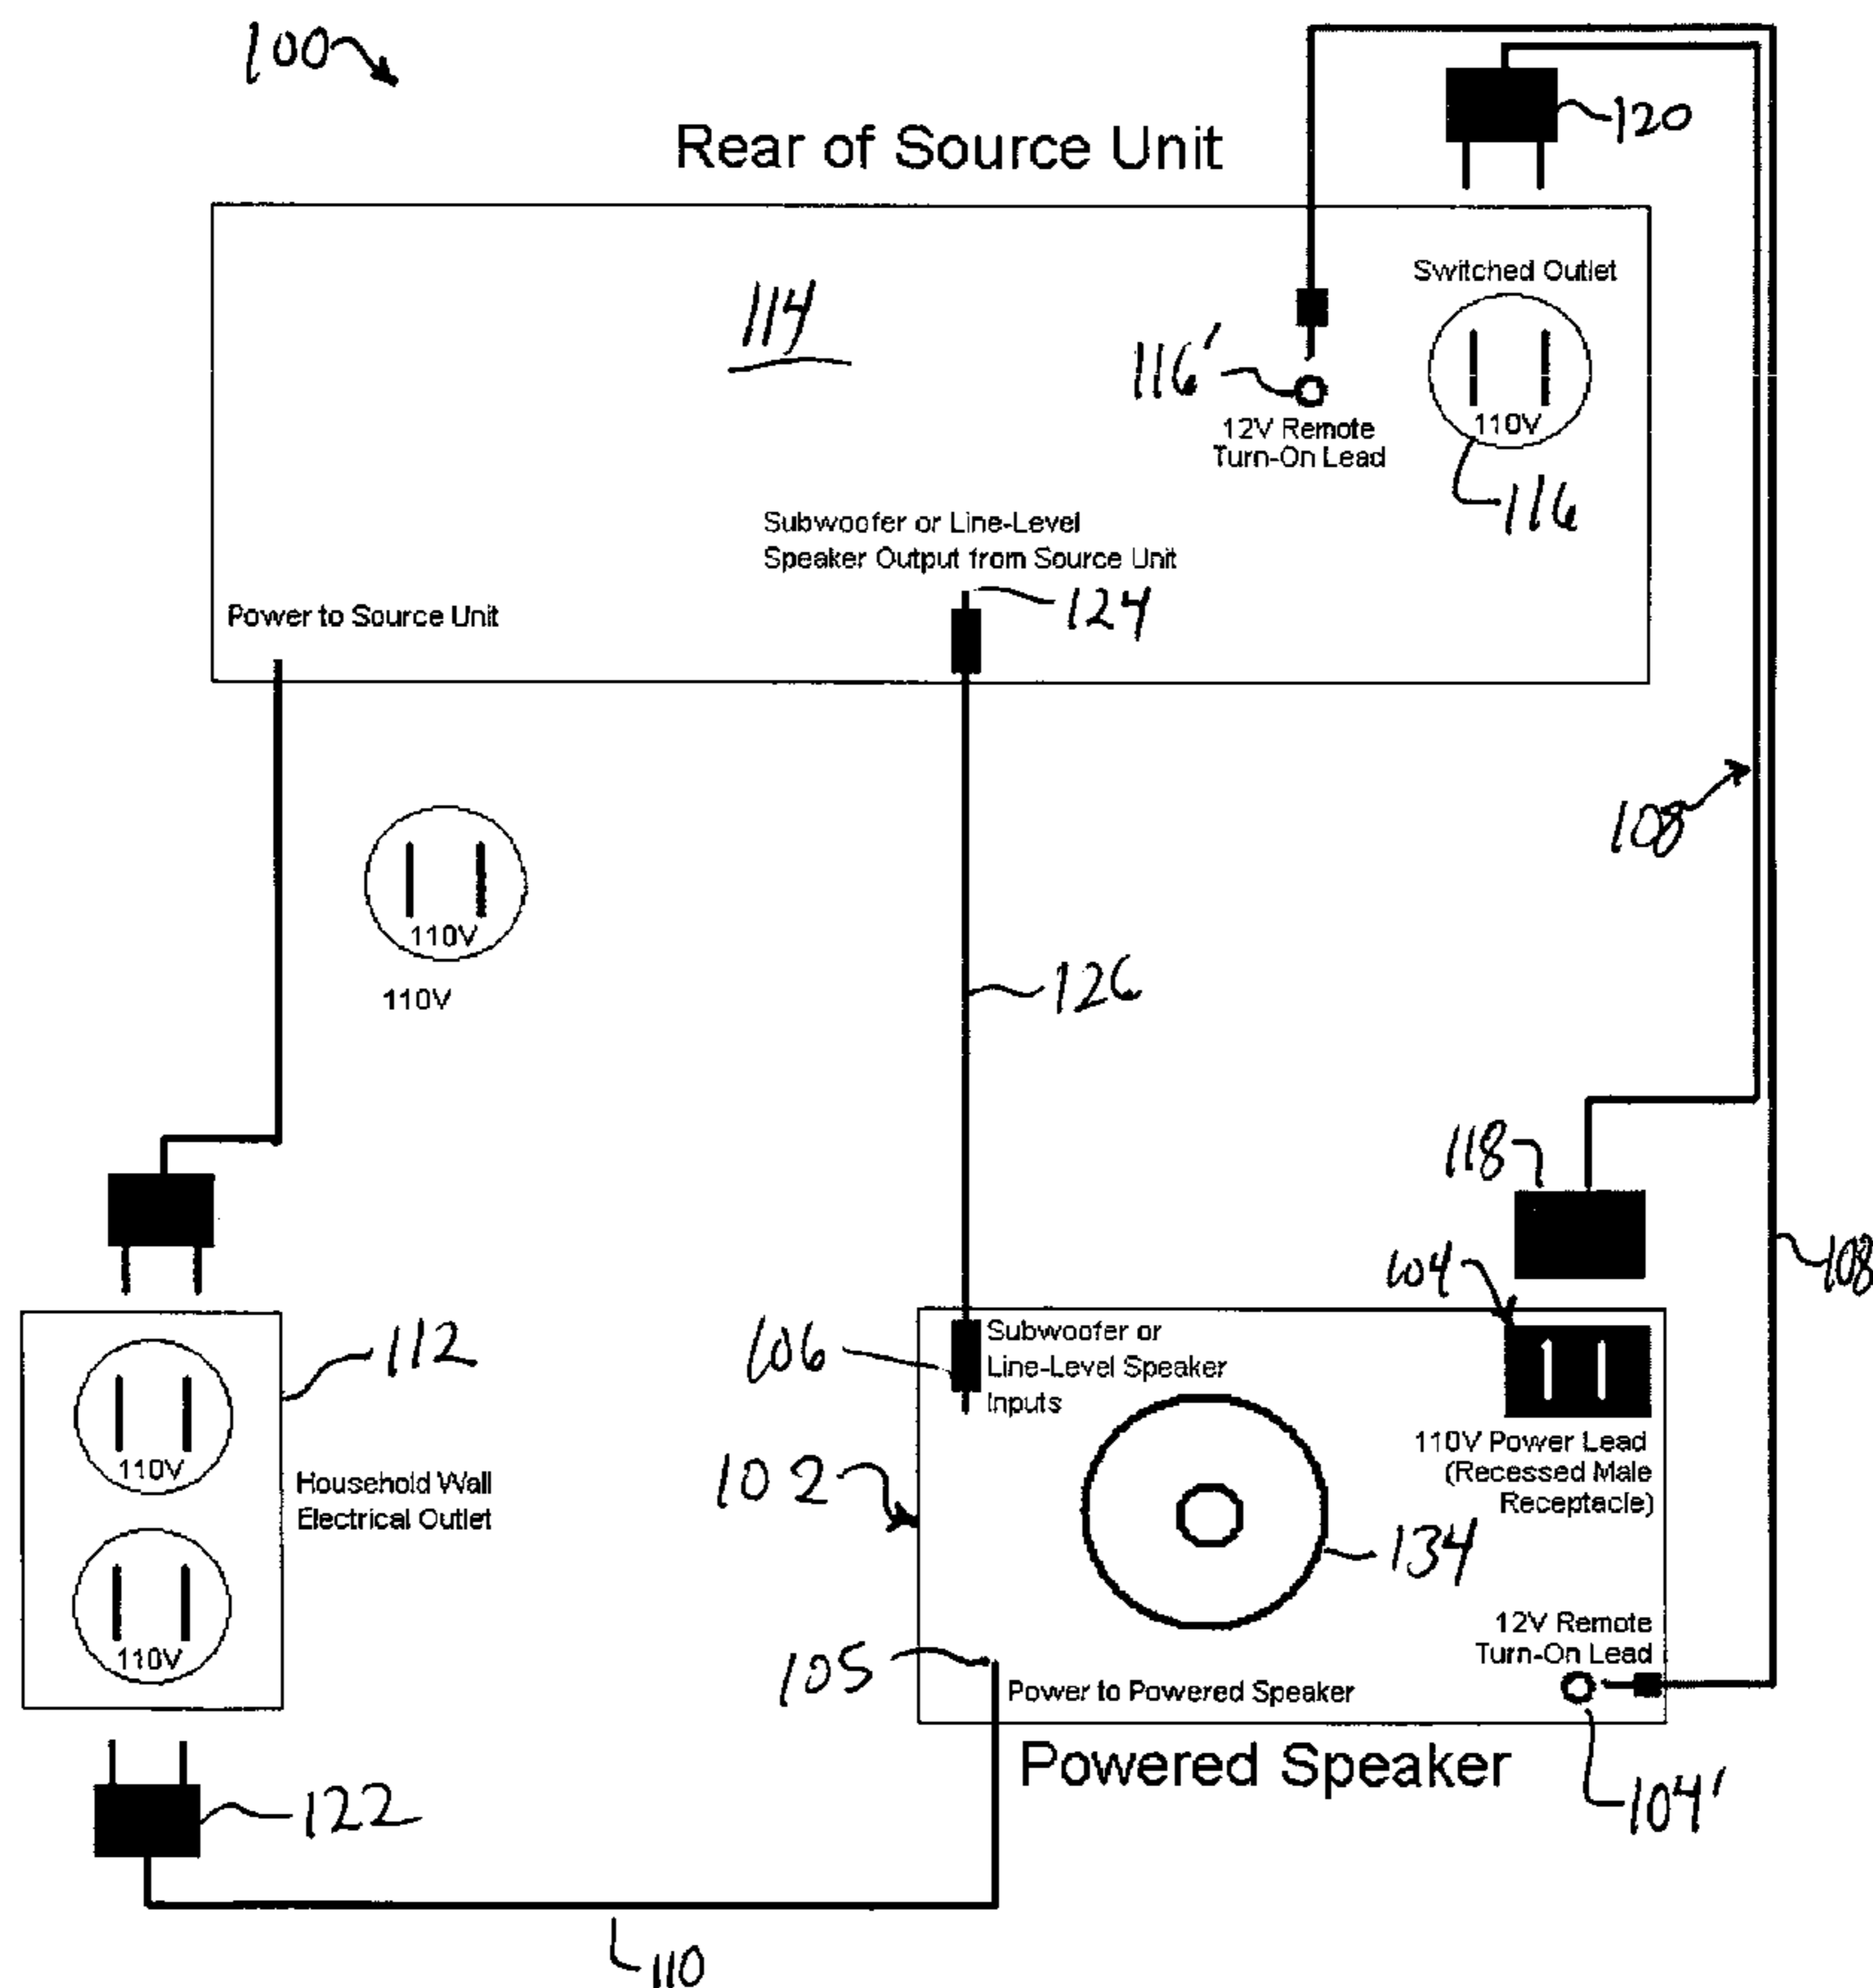 100
120
Rear of Source Unit
Switched Outlet
114
116'
110V
12V Remote
Turn-On Lead
116
Subwoofer or Line-Level
Speaker Output from Source Unit
124
Power to Source Unit
108
110V
126
110V
118
108
104
Subwoofer or
Line-Level Speaker
Inputs
106
112
110V
110V Power Lead
(Recessed Male
Receptacle)
102
Household Wall
Electrical Outlet
134
12V Remote
Turn-On Lead
110V
105
Power to Powered Speaker
Powered Speaker
104'
122
110